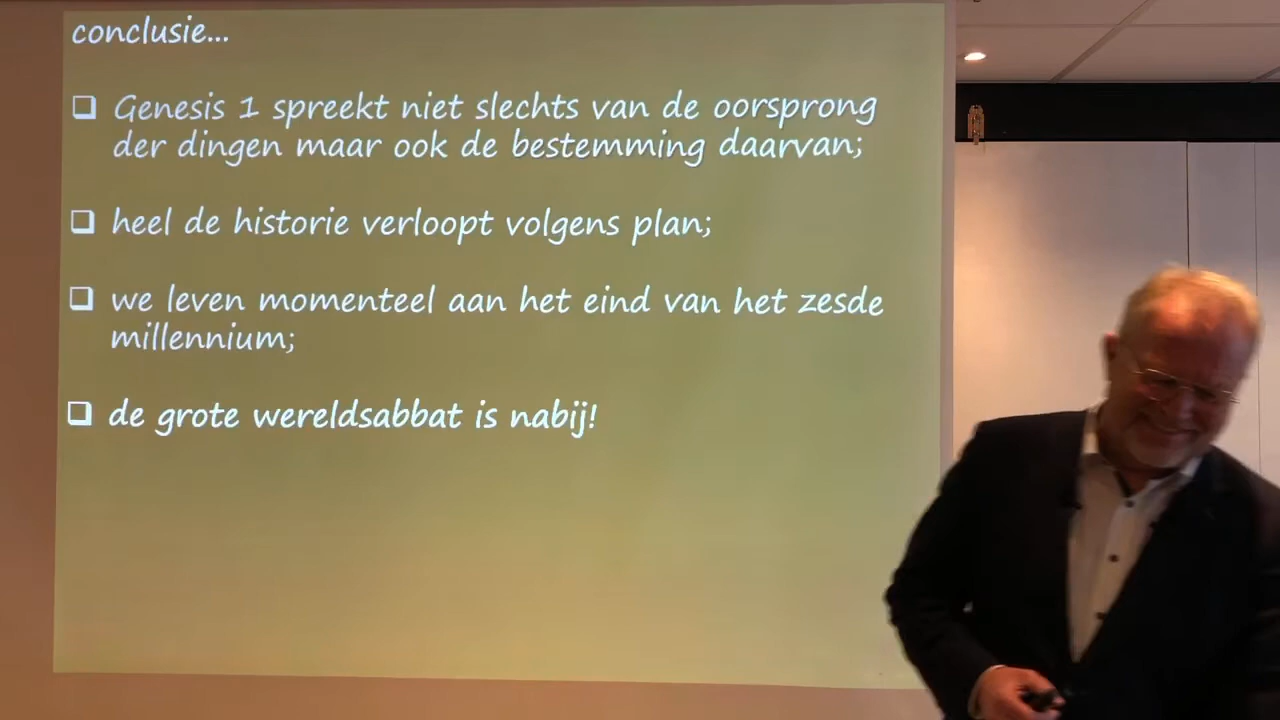 conclusie...
Genesis 1 spreekt niet slechts van de oorsprong
der dingen maar ook de bestemming daarvan;
heel de historie verloopt volgens plan;
we leven momenteel aan het eind van het zesde
millennium;
de grote wereldsabbat is nabij!